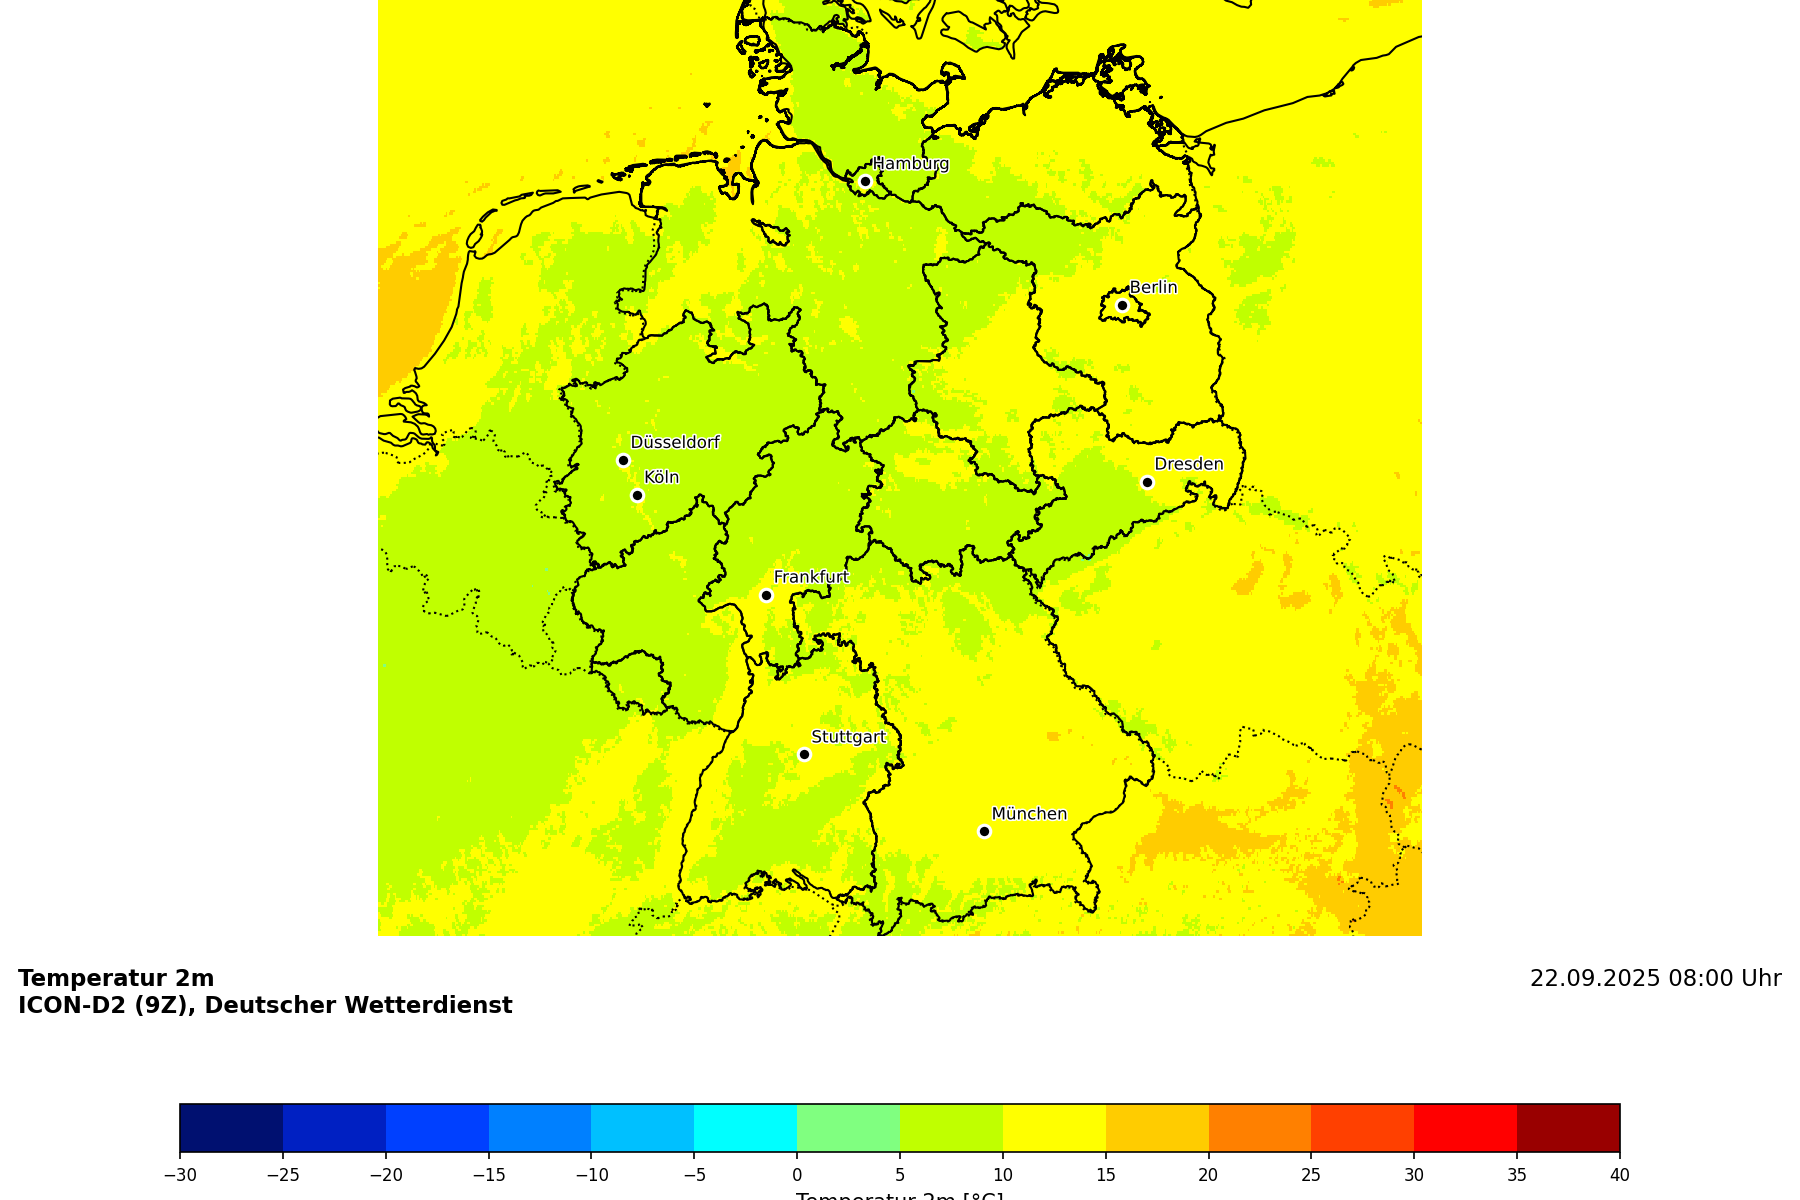 Hamburg
Berlin
Düsseldorf
Köln
Dresden
Frankfurt
Stuttgart
München
Temperatur 2m
ICON-D2 (9Z), Deutscher Wetterdienst
22.09.2025 08:00 Uhr
−30 −25 −20 −15 −10 −5 0 5 10 15 20 25 30 35 40
Temperatur 2m [°C]